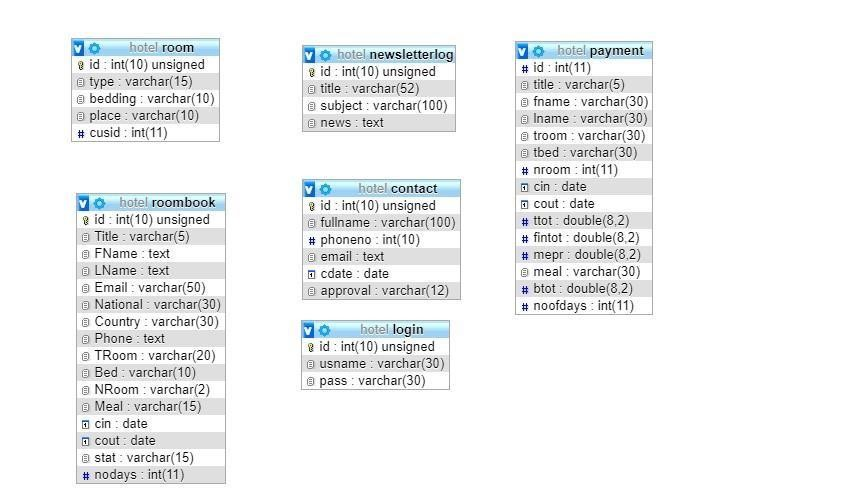 hotel room
id : int(10) unsigned
type : varchar(15)
bedding : varchar(10)
place : varchar(10)
cusid : int(11)
hotel newsletterlog
id : int(10) unsigned
title : varchar(52)
subject : varchar(100)
news : text
hotel payment
id : int(11)
title : varchar(5)
fname : varchar(30)
lname : varchar(30)
troom : varchar(30)
tbed : varchar(30)
nroom : int(11)
cin : date
cout : date
ttot : double(8,2)
fintot : double(8,2)
mepr : double(8,2)
meal : varchar(30)
btot : double(8,2)
noofdays : int(11)
hotel roombook
id : int(10) unsigned
Title : varchar(5)
FName : text
LName : text
Email : varchar(50)
National : varchar(30)
Country : varchar(30)
Phone : text
TRoom : varchar(20)
Bed : varchar(10)
NRoom : varchar(2)
Meal : varchar(15)
cin : date
cout : date
stat : varchar(15)
nodays : int(11)
hotel contact
id : int(10) unsigned
fullname : varchar(100)
phoneno : int(10)
email : text
cdate : date
approval : varchar(12)
hotel login
id : int(10) unsigned
usname : varchar(30)
pass : varchar(30)